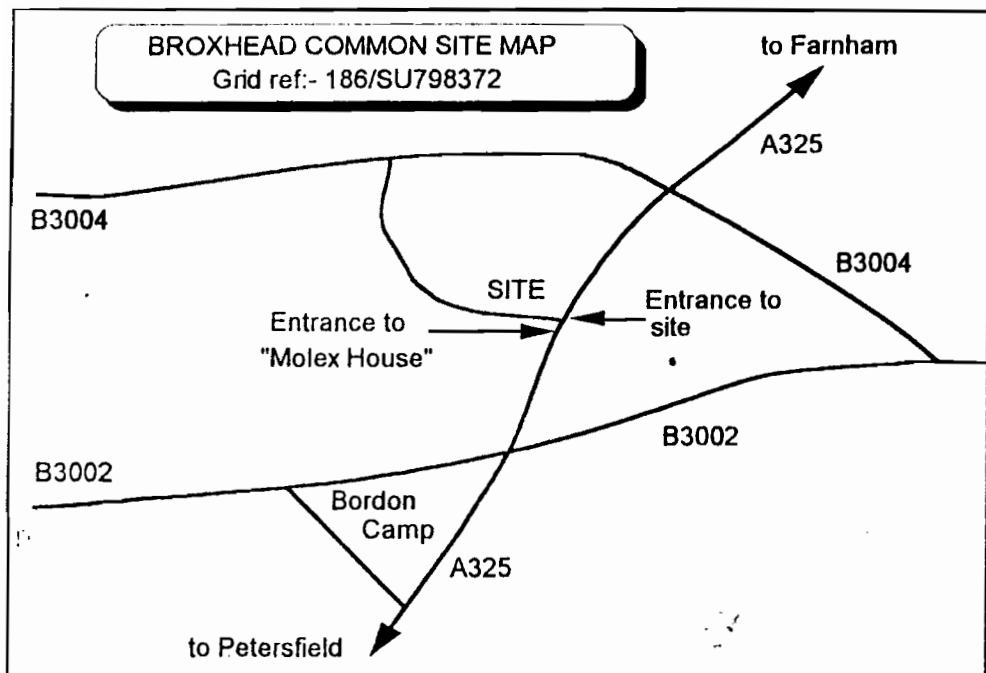 BROXHEAD COMMON SITE MAP
Grid ref:- 186/SU798372
to Farnham
A325
B3004
B3004
SITE
Entrance to
site
Entrance to
"Molex House"
B3002
B3002
Bordon
Camp
A325
to Petersfield